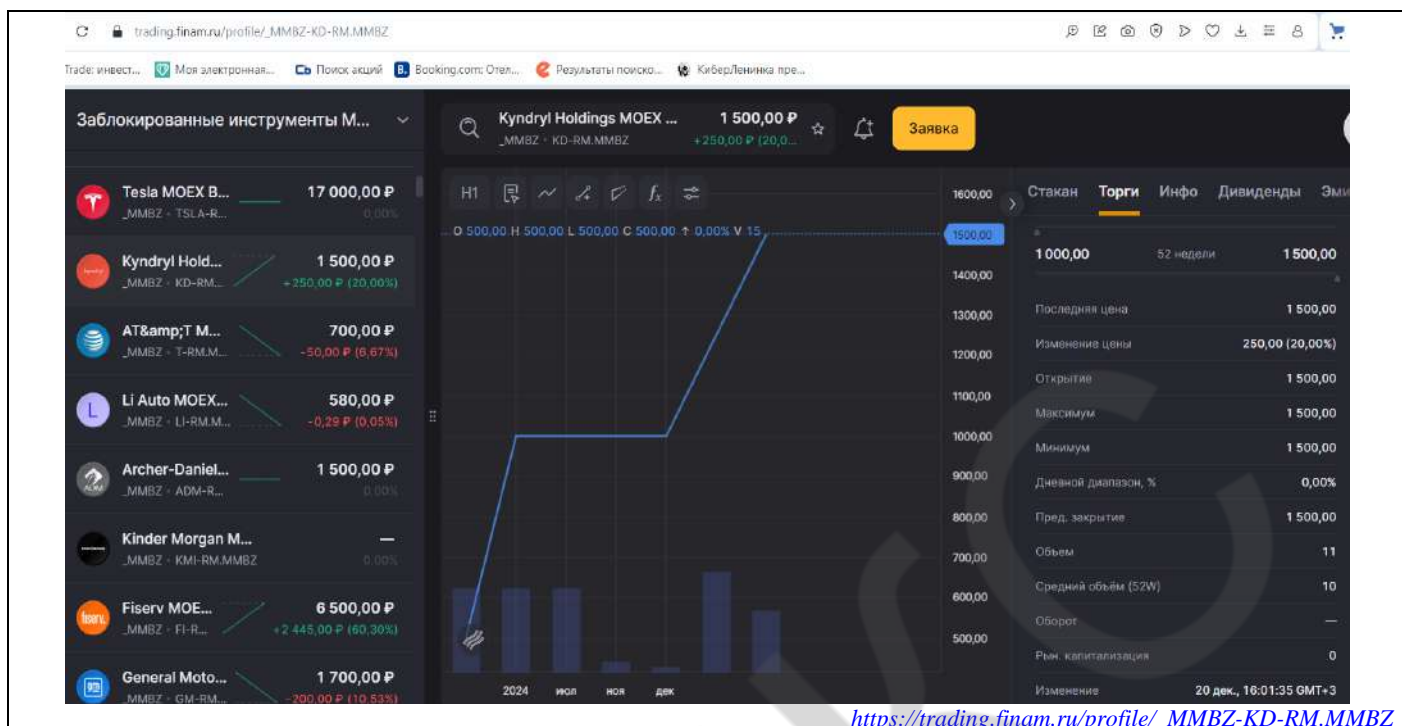 trading.finam.ru/profile/_MMBZ-KD-RM.MMBZ
Trade: инвест... Моя электронная... Поиск акций Booking.com: Отел... Результаты поиско... КиберЛенинка пре...
Заблокированные инструменты М...
Kyndryl Holdings MOEX ... 1 500,00 ₽
_MMBZ · KD-RM.MMBZ +250,00 ₽ (20,0...
Заявка
Tesla MOEX B... 17 000,00 ₽
_MMBZ · TSLA-R... 0,00%
Kyndryl Hold... 1 500,00 ₽
_MMBZ · KD-RM... +250,00 ₽ (20,00%)
AT&amp;T M... 700,00 ₽
_MMBZ · T-RM.M... -50,00 ₽ (6,67%)
Li Auto MOEX... 580,00 ₽
_MMBZ · LI-RM.M... -0,29 ₽ (0,05%)
Archer-Daniel... 1 500,00 ₽
_MMBZ · ADM-R... 0,00%
Kinder Morgan M... —
_MMBZ · KMI-RM.MMBZ 0,00%
Fiserv MOE... 6 500,00 ₽
_MMBZ · FI-R... +2 445,00 ₽ (60,30%)
General Moto... 1 700,00 ₽
_MMBZ · GM-RM... -200,00 ₽ (10,53%)
H1
O 500,00 H 500,00 L 500,00 C 500,00 ↑ 0,00% V 15
1600,00
1500,00
1400,00
1300,00
1200,00
1100,00
1000,00
900,00
800,00
700,00
600,00
500,00
2024 июл ноя дек
Стакан Торги Инфо Дивиденды Эми
1 000,00 52 недели 1 500,00
Последняя цена 1 500,00
Изменение цены 250,00 (20,00%)
Открытие 1 500,00
Максимум 1 500,00
Минимум 1 500,00
Дневной диапазон, % 0,00%
Пред. закрытие 1 500,00
Объем 11
Средний объём (52W) 10
Оборот —
Рын. капитализация 0
Изменение 20 дек., 16:01:35 GMT+3
https://trading.finam.ru/profile/_MMBZ-KD-RM.MMBZ